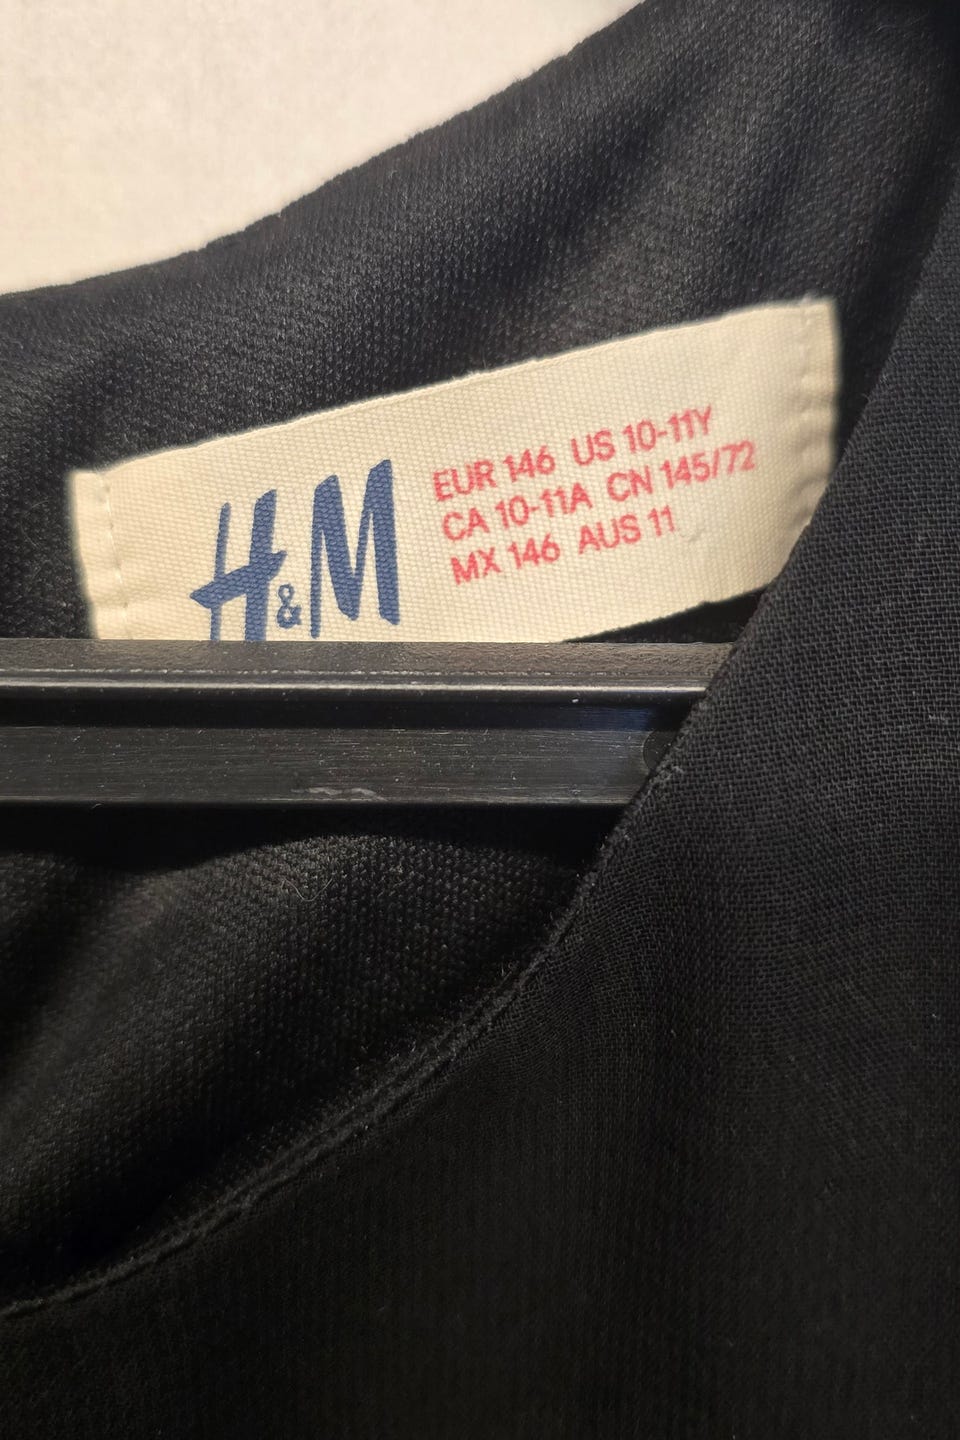 H&M
EUR 146 US 10-11Y
CA 10-11A CN 145/72
MX 146 AUS 11